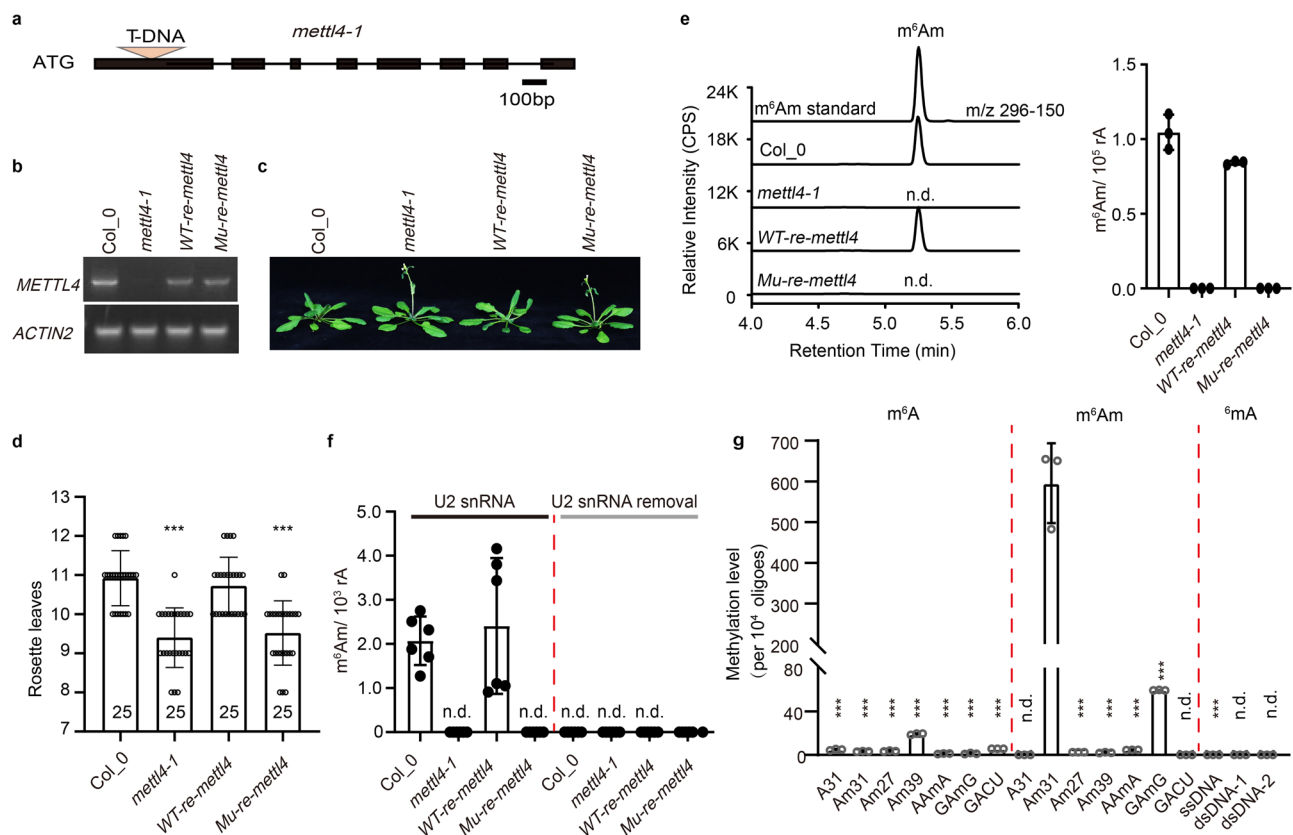 a
T-DNA
mettl4-1
ATG
100bp
b
Col_0
mettl4-1
WT-re-mettl4
Mu-re-mettl4
METTL4
ACTIN2
c
Col_0
mettl4-1
WT-re-mettl4
Mu-re-mettl4
d
Rosette leaves
13
12
11
10
9
8
7
***
***
25
25
25
25
Col_0
mettl4-1
WT-re-mettl4
Mu-re-mettl4
e
m⁶Am
Relative Intensity (CPS)
24K
18K
12K
6K
0
m⁶Am standard
m/z 296-150
Col_0
mettl4-1
n.d.
WT-re-mettl4
Mu-re-mettl4
n.d.
4.0 4.5 5.0 5.5 6.0
Retention Time (min)
m⁶Am/ 10⁵ rA
1.5
1.0
0.5
0.0
Col_0
mettl4-1
WT-re-mettl4
Mu-re-mettl4
f
U2 snRNA
U2 snRNA removal
m⁶Am/ 10³ rA
5.0
4.0
3.0
2.0
1.0
0
n.d.
n.d.
n.d.
n.d.
n.d.
Col_0
mettl4-1
WT-re-mettl4
Mu-re-mettl4
Col_0
mettl4-1
WT-re-mettl4
Mu-re-mettl4
g
m⁶A
m⁶Am
⁶mA
Methylation level
(per 10⁴ oligoes)
700
600
500
400
300
200
80
40
0
***
***
***
***
***
***
***
n.d.
***
***
***
***
n.d.
***
n.d.
n.d.
A31
Am31
Am27
Am39
AAmA
GAmG
GACU
A31
Am31
Am27
Am39
AAmA
GAmG
GACU
ssDNA
dsDNA-1
dsDNA-2